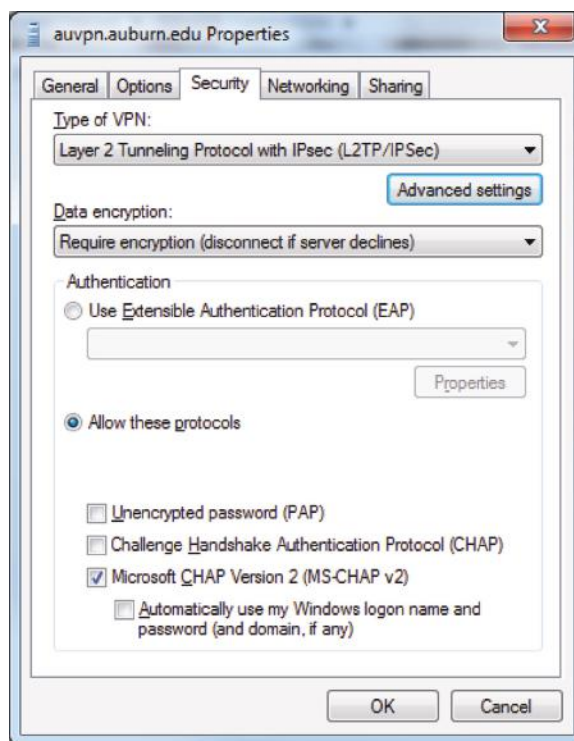 auvpn.auburn.edu Properties
General Options Security Networking Sharing
Type of VPN:
Layer 2 Tunneling Protocol with IPsec (L2TP/IPSec)
Advanced settings
Data encryption:
Require encryption (disconnect if server declines)
Authentication
Use Extensible Authentication Protocol (EAP)
Properties
Allow these protocols
Unencrypted password (PAP)
Challenge Handshake Authentication Protocol (CHAP)
Microsoft CHAP Version 2 (MS-CHAP v2)
Automatically use my Windows logon name and
password (and domain, if any)
OK Cancel